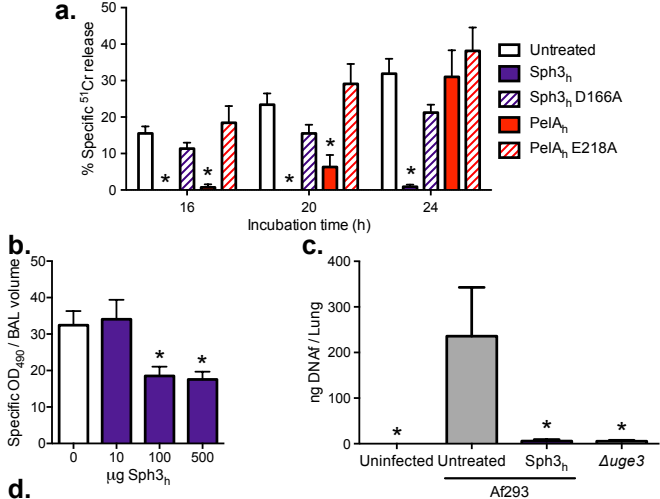 a.
% Specific ⁵¹Cr release
50
40
30
20
10
0
* * * * *
16 20 24
Incubation time (h)
Untreated
Sph3ₕ
Sph3ₕ D166A
PelAₕ
PelAₕ E218A
b.
Specific OD₄₉₀ / BAL volume
60
50
40
30
20
10
0
* *
0 10 100 500
µg Sph3ₕ
c.
ng DNAf / Lung
400
300
200
100
0
* * *
Uninfected Untreated Sph3ₕ Δuge3
Af293
d.